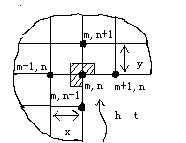 m, n+1
y
m-1, n
m, n
m+1, n
m, n-1
h t
x